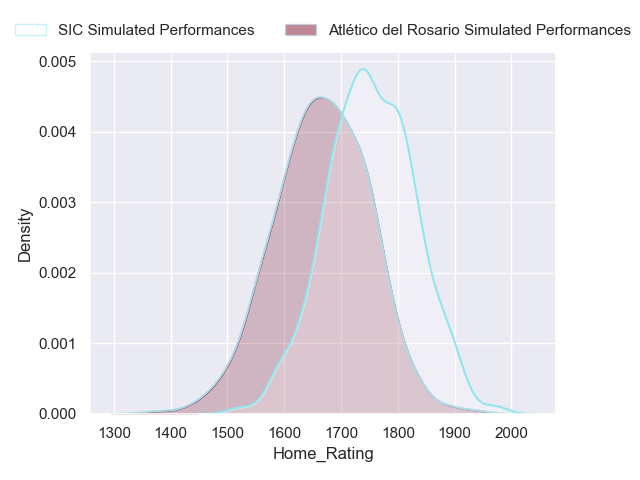 SIC Simulated Performances
Atlético del Rosario Simulated Performances
0.005
0.004
0.003
0.002
0.001
0.000
Density
1300 1400 1500 1600 1700 1800 1900 2000
Home_Rating